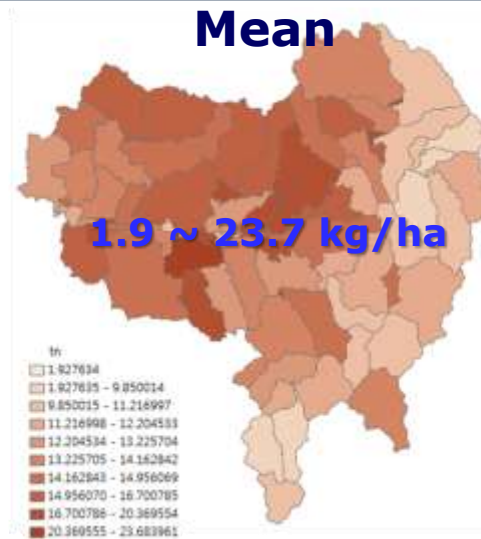 Mean
1.9 ~ 23.7 kg/ha
tn
1.927634
1.927635 - 9.850014
9.850015 - 11.216997
11.216998 - 12.204533
12.204534 - 13.225704
13.225705 - 14.162842
14.162843 - 14.956069
14.956070 - 16.700785
16.700786 - 20.369554
20.369555 - 23.683961